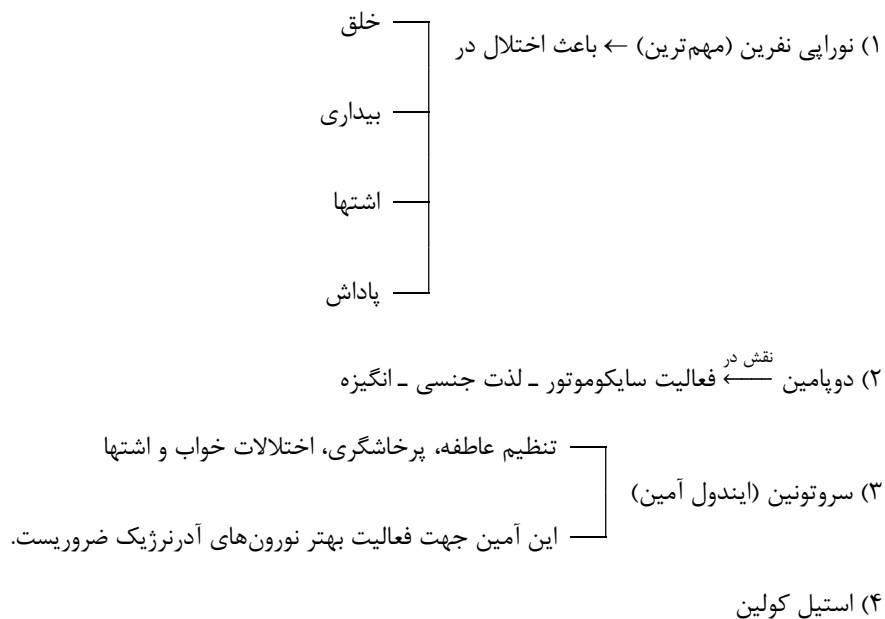 ۱) نوراپی نفرین (مهم‌ترین) ← باعث اختلال در
خلق
بیداری
اشتها
پاداش
۲) دوپامین ← نقش در فعالیت سایکوموتور ـ لذت جنسی ـ انگیزه
۳) سروتونین (ایندول آمین)
تنظیم عاطفه، پرخاشگری، اختلالات خواب و اشتها
این آمین جهت فعالیت بهتر نورون‌های آدرنرژیک ضروریست.
۴) استیل کولین